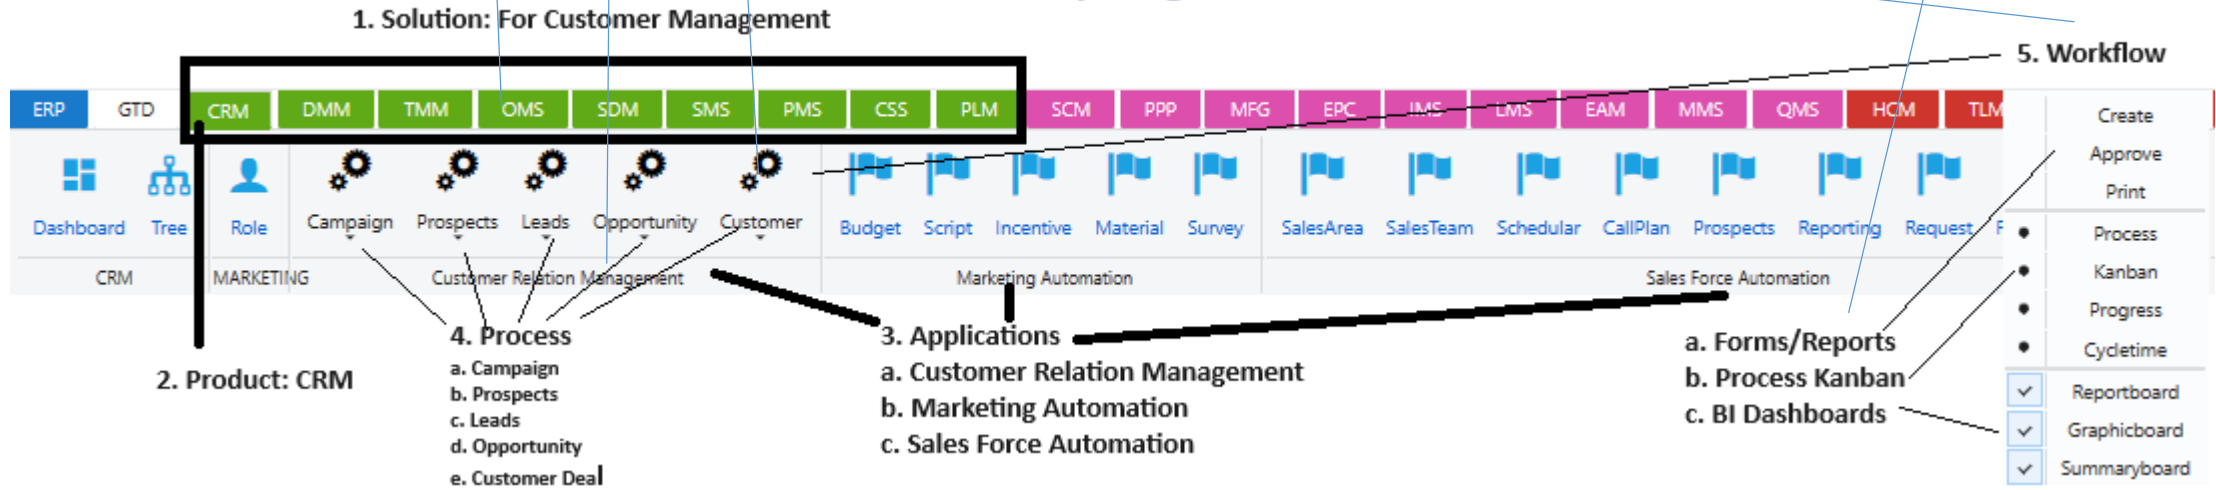 1. Solution: For Customer Management
5. Workflow
ERP GTD CRM DMM TMM OMS SDM SMS PMS CSS PLM SCM PPP MFG EPC IMS LMS EAM MMS QMS HCM TLM
Dashboard Tree Role Campaign Prospects Leads Opportunity Customer Budget Script Incentive Material Survey SalesArea SalesTeam Schedular CallPlan Prospects Reporting Request
CRM MARKETING Customer Relation Management Marketing Automation Sales Force Automation
Create
Approve
Print
Process
Kanban
Progress
Cycletime
Reportboard
Graphicboard
Summaryboard
2. Product: CRM
4. Process
a. Campaign
b. Prospects
c. Leads
d. Opportunity
e. Customer Deal
3. Applications
a. Customer Relation Management
b. Marketing Automation
c. Sales Force Automation
a. Forms/Reports
b. Process Kanban
c. BI Dashboards